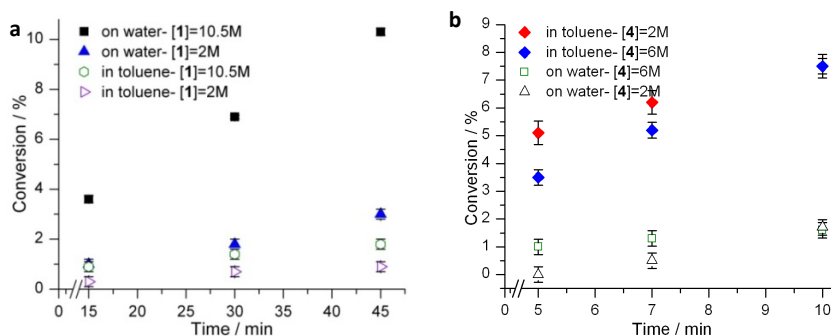 a
on water- [1]=10.5M
on water- [1]=2M
in toluene- [1]=10.5M
in toluene- [1]=2M
Conversion / %
10
8
6
4
2
0
0 15 20 25 30 35 40 45
Time / min
b
in toluene- [4]=2M
in toluene- [4]=6M
on water- [4]=6M
on water- [4]=2M
Conversion / %
9
8
7
6
5
4
3
2
1
0
0 5 6 7 8 9 10
Time / min